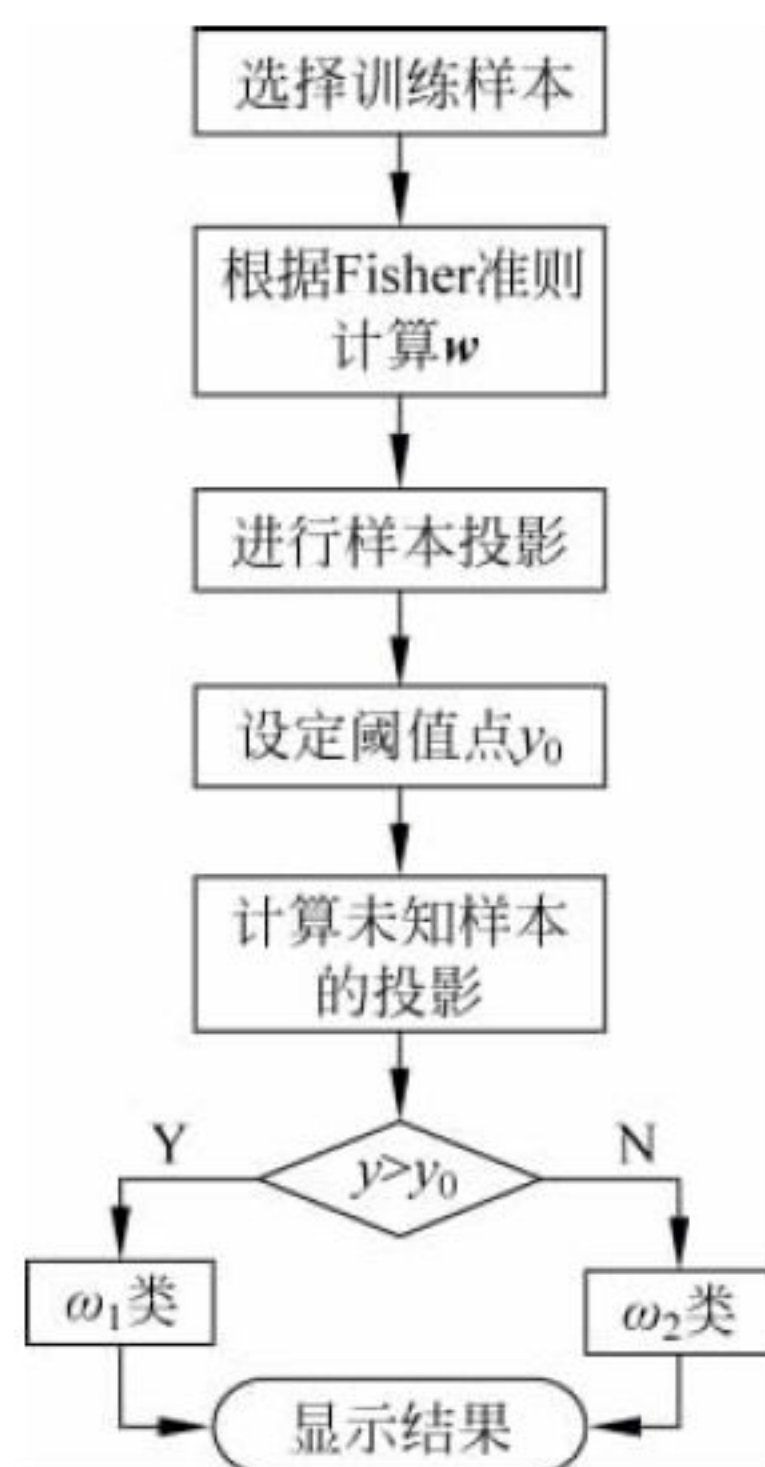 选择训练样本
根据Fisher准则
计算w
进行样本投影
设定阈值点y₀
计算未知样本
的投影
Y
N
y>y₀
ω₁类
ω₂类
显示结果